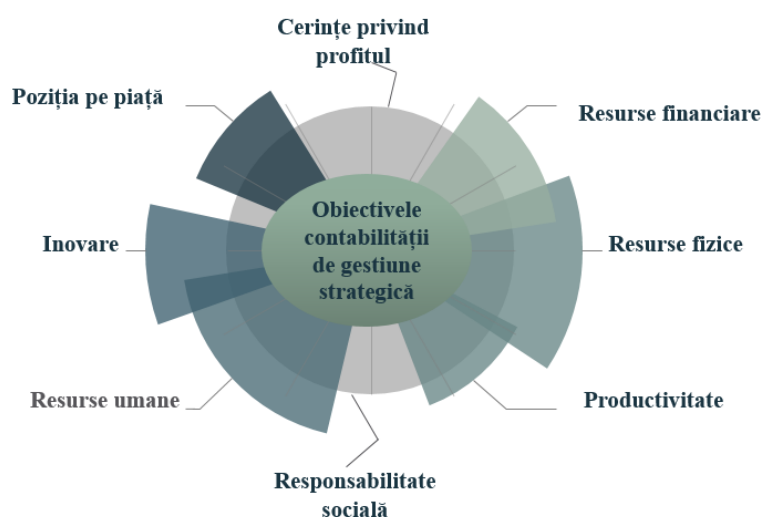 Cerințe privind
profitul
Poziția pe piață
Resurse financiare
Obiectivele
contabilității
de gestiune
strategică
Inovare
Resurse fizice
Resurse umane
Productivitate
Responsabilitate
socială